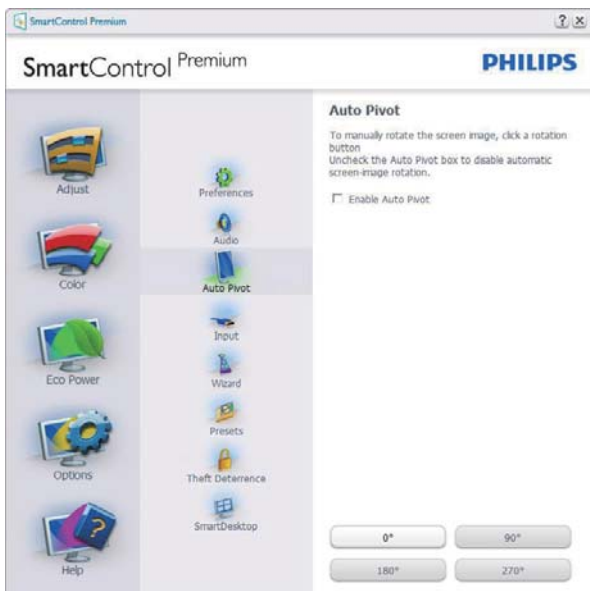 SmartControl Premium
? x
SmartControl Premium
PHILIPS
Adjust
Color
Eco Power
Options
Help
Preferences
Audio
Auto Pivot
Input
Wizard
Presets
Theft Deterrence
SmartDesktop
Auto Pivot
To manually rotate the screen image, click a rotation
button
Uncheck the Auto Pivot box to disable automatic
screen-image rotation.
Enable Auto Pivot
0°
90°
180°
270°